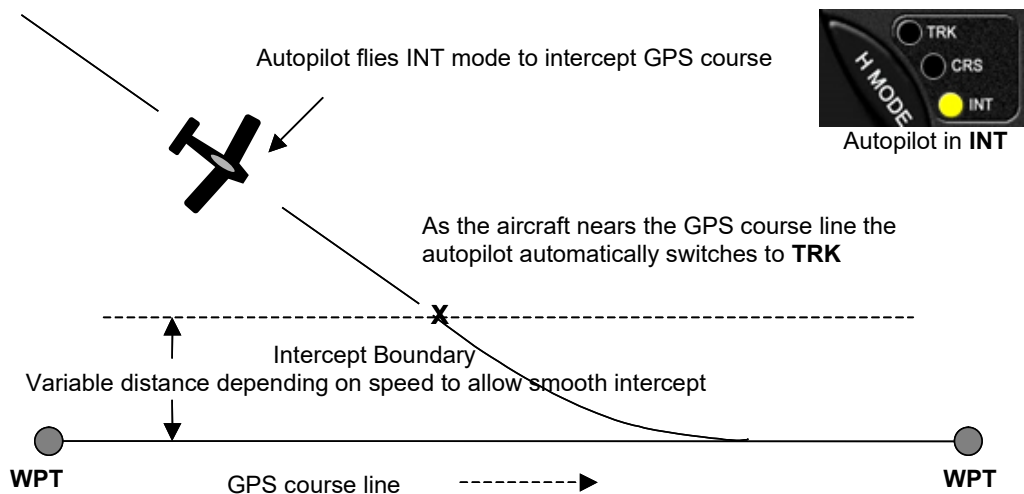 Autopilot flies INT mode to intercept GPS course
TRK
CRS
INT
H MODE
Autopilot in INT
As the aircraft nears the GPS course line the
autopilot automatically switches to TRK
X
Intercept Boundary
Variable distance depending on speed to allow smooth intercept
WPT
GPS course line
WPT